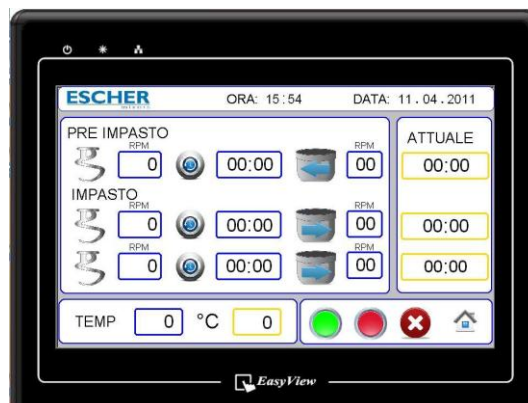 ESCHER ORA: 15:54 DATA: 11.04.2011
PRE IMPASTO ATTUALE
RPM RPM
0 00:00 00 00:00
IMPASTO
RPM RPM
0 00:00 00 00:00
RPM RPM
0 00:00 00 00:00
TEMP 0 °C 0
EasyView